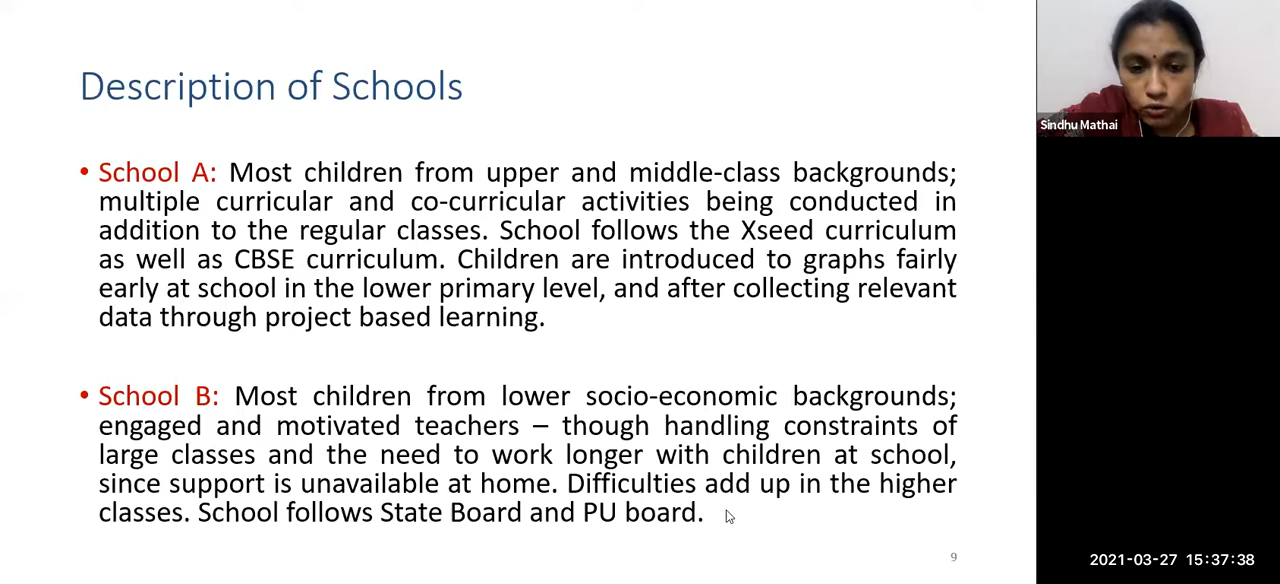 Description of Schools
• School A: Most children from upper and middle-class backgrounds;
multiple curricular and co-curricular activities being conducted in
addition to the regular classes. School follows the Xseed curriculum
as well as CBSE curriculum. Children are introduced to graphs fairly
early at school in the lower primary level, and after collecting relevant
data through project based learning.
• School B: Most children from lower socio-economic backgrounds;
engaged and motivated teachers – though handling constraints of
large classes and the need to work longer with children at school,
since support is unavailable at home. Difficulties add up in the higher
classes. School follows State Board and PU board.
9
Sindhu Mathai
2021-03-27 15:37:38